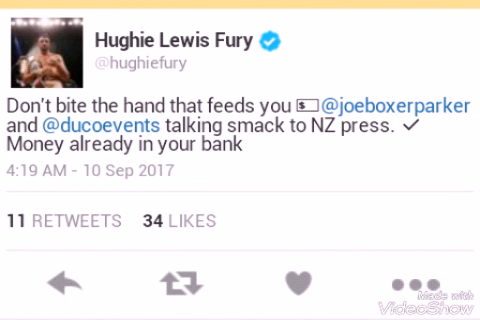 Hughie Lewis Fury
@hughiefury
Don't bite the hand that feeds you 💵@joeboxerparker
and @ducoevents talking smack to NZ press. ✓
Money already in your bank
4:19 AM - 10 Sep 2017
11 RETWEETS 34 LIKES
Made with
VideoShow